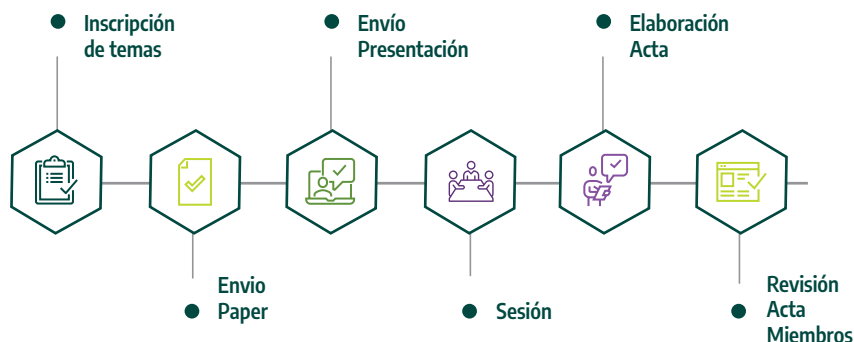 Inscripción
de temas
Envio
Paper
Envío
Presentación
Sesión
Elaboración
Acta
Revisión
Acta
Miembros